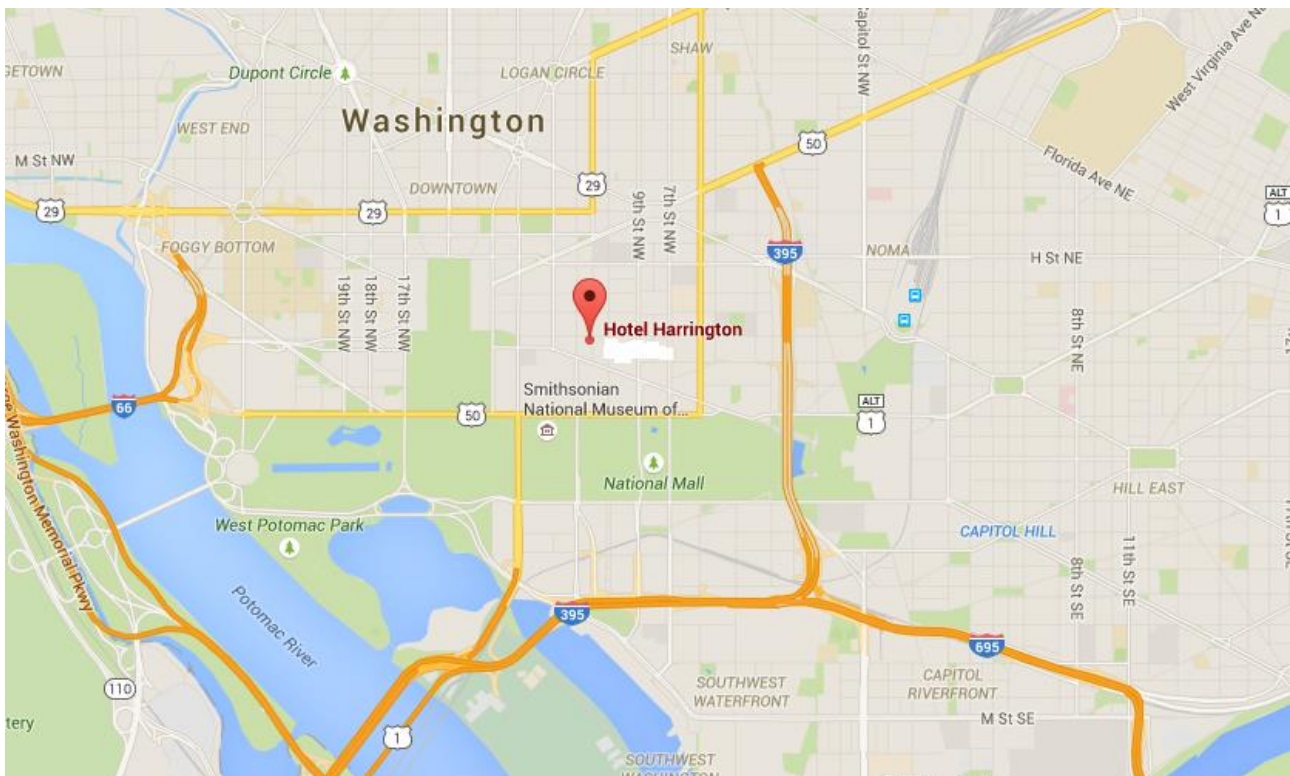 GETOWN
Dupont Circle
LOGAN CIRCLE
SHAW
Capitol St NW
West Virginia Ave N
WEST END
Washington
50
M St NW
DOWNTOWN
29
Florida Ave NE
29
29
9th St NW
7th St NW
ALT
1
FOGGY BOTTOM
395
NOMA
H St NE
19th St NW
18th St NW
17th St NW
8th St NE
Hotel Harrington
Smithsonian
National Museum of...
66
50
ALT
1
National Mall
HILL EAST
West Potomac Park
CAPITOL HILL
Washington Memorial Pkwy
8th St SE
11th St SE
Potomac River
395
695
110
SOUTHWEST
WATERFRONT
CAPITOL
RIVERFRONT
M St SE
tery
1
SOUTHWEST
WASHINGTON